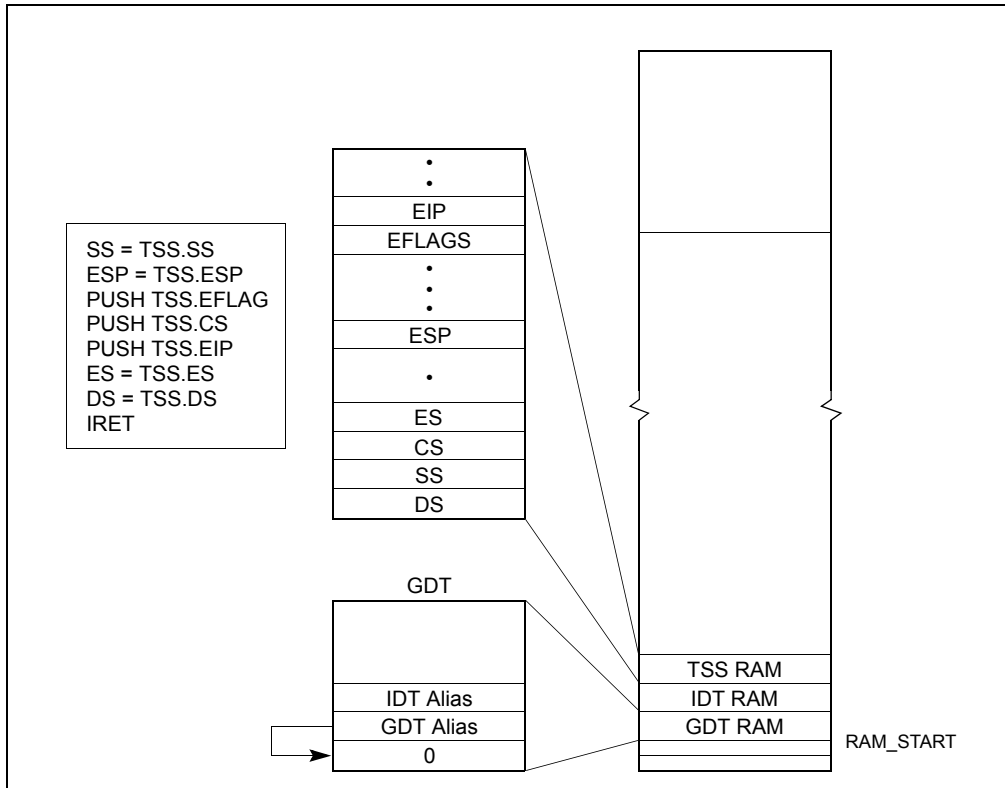 SS = TSS.SS
ESP = TSS.ESP
PUSH TSS.EFLAG
PUSH TSS.CS
PUSH TSS.EIP
ES = TSS.ES
DS = TSS.DS
IRET
EIP
EFLAGS
ESP
ES
CS
SS
DS
GDT
IDT Alias
GDT Alias
0
TSS RAM
IDT RAM
GDT RAM
RAM_START